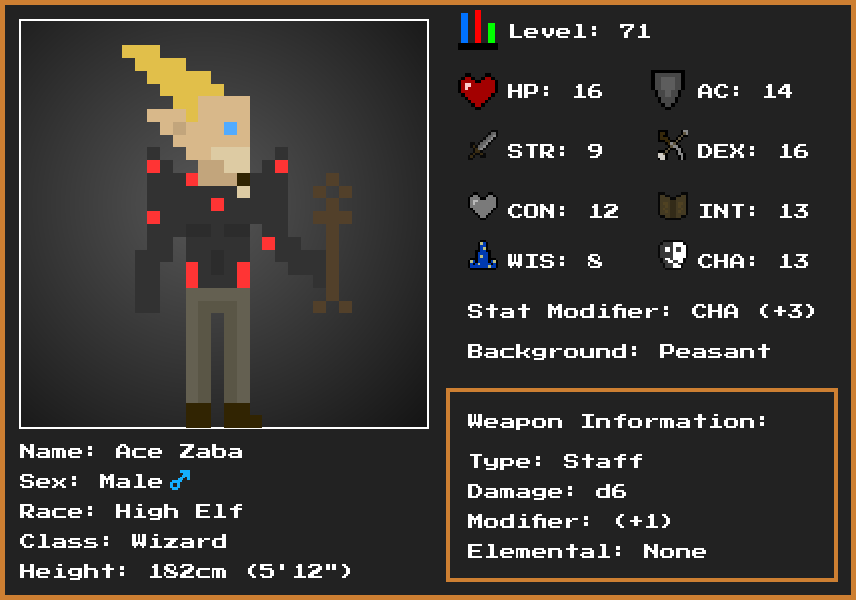 Level: 71
HP: 16 AC: 14
STR: 9 DEX: 16
CON: 12 INT: 13
WIS: 8 CHA: 13
Stat Modifier: CHA (+3)
Background: Peasant
Weapon Information:
Type: Staff
Damage: d6
Modifier: (+1)
Elemental: None
Name: Ace Zaba
Sex: Male ♂
Race: High Elf
Class: Wizard
Height: 182cm (5'12")